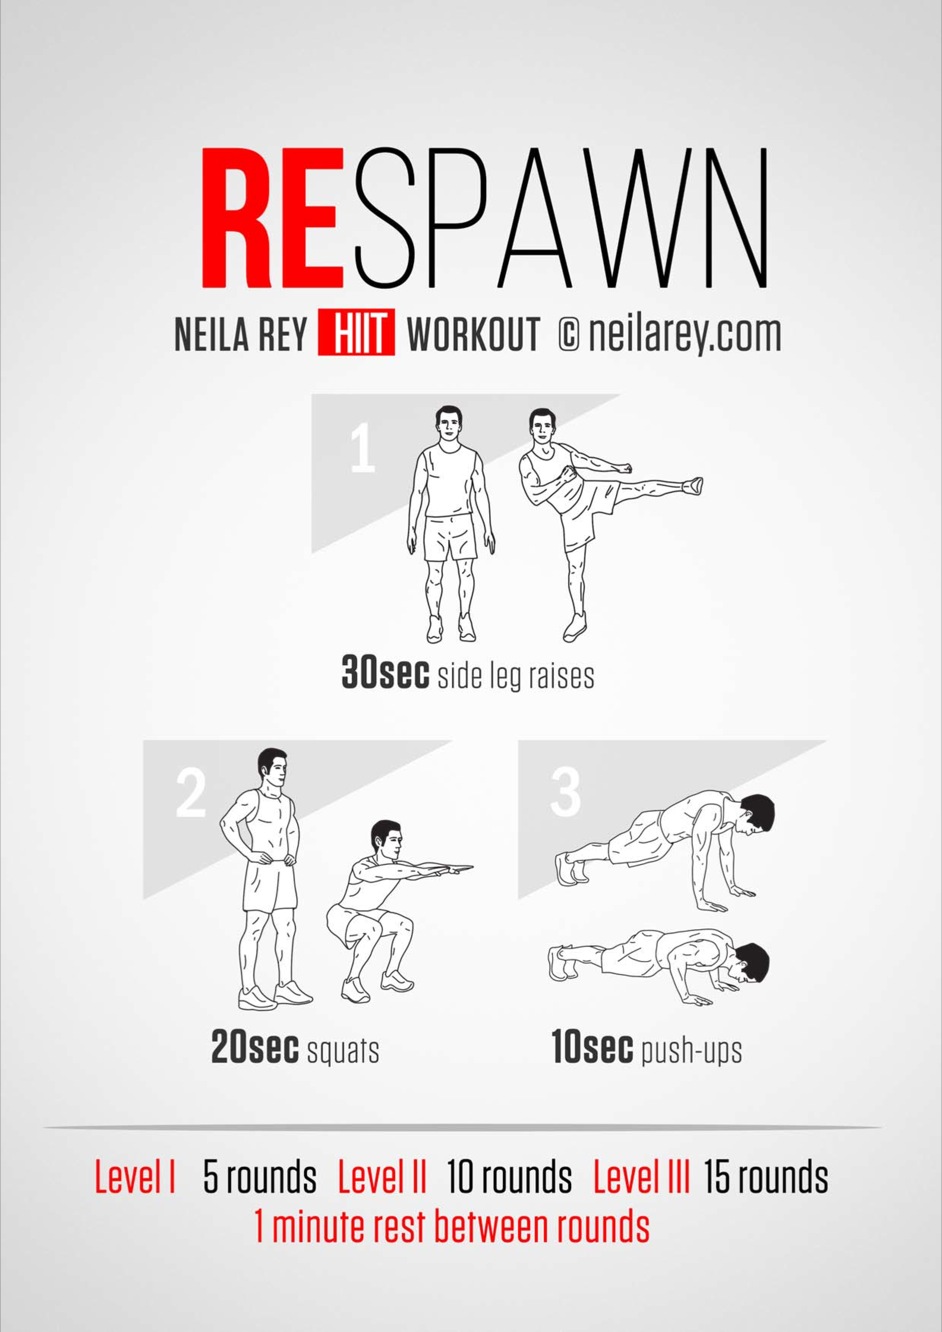 RESPAWN
NEILA REY HIIT WORKOUT © neilarey.com
1
30sec side leg raises
2
3
20sec squats
10sec push-ups
Level I 5 rounds Level II 10 rounds Level III 15 rounds
1 minute rest between rounds